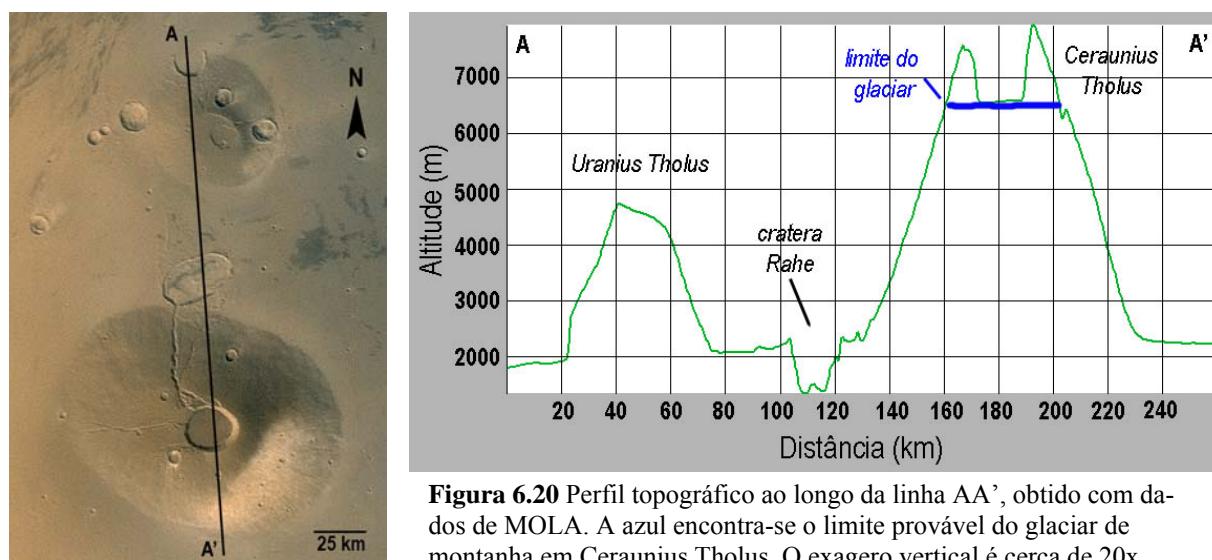 A
N
A'
25 km
A
A'
limite do
glaciar
Ceraunius
Tholus
Uranius Tholus
cratera
Rahe
Altitude (m)
7000
6000
5000
4000
3000
2000
20 40 60 80 100 120 140 160 180 200 220 240
Distância (km)
Figura 6.20 Perfil topográfico ao longo da linha AA’, obtido com da-
dos de MOLA. A azul encontra-se o limite provável do glaciar de
montanha em Ceraunius Tholus. O exagero vertical é cerca de 20x